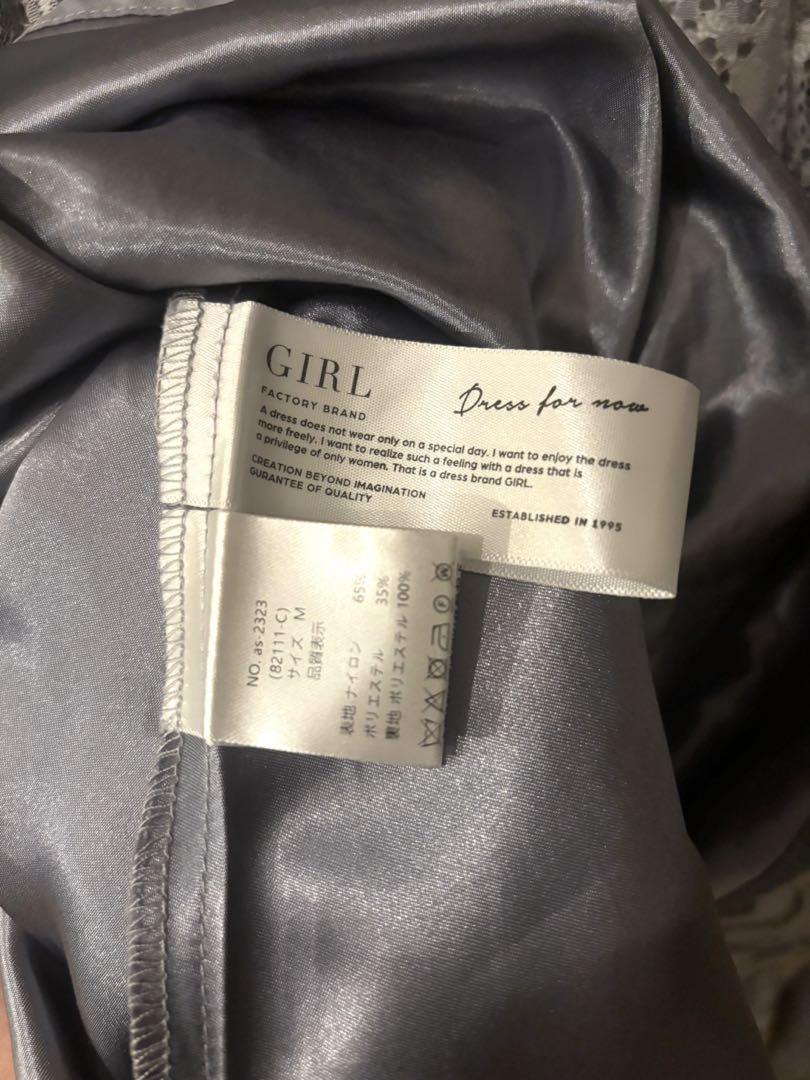 GIRL
FACTORY BRAND
Dress for now
A dress does not wear only on a special day. I want to enjoy the dress
more freely. I want to realize such a feeling with a dress that is
a privilege of only women. That is a dress brand GIRL.
CREATION BEYOND IMAGINATION
GURANTEE OF QUALITY
ESTABLISHED IN 1995
NO. as-2323
(82111-C)
サイズ M
品質表示
表地 ナイロン 65%
ポリエステル 35%
裏地 ポリエステル 100%